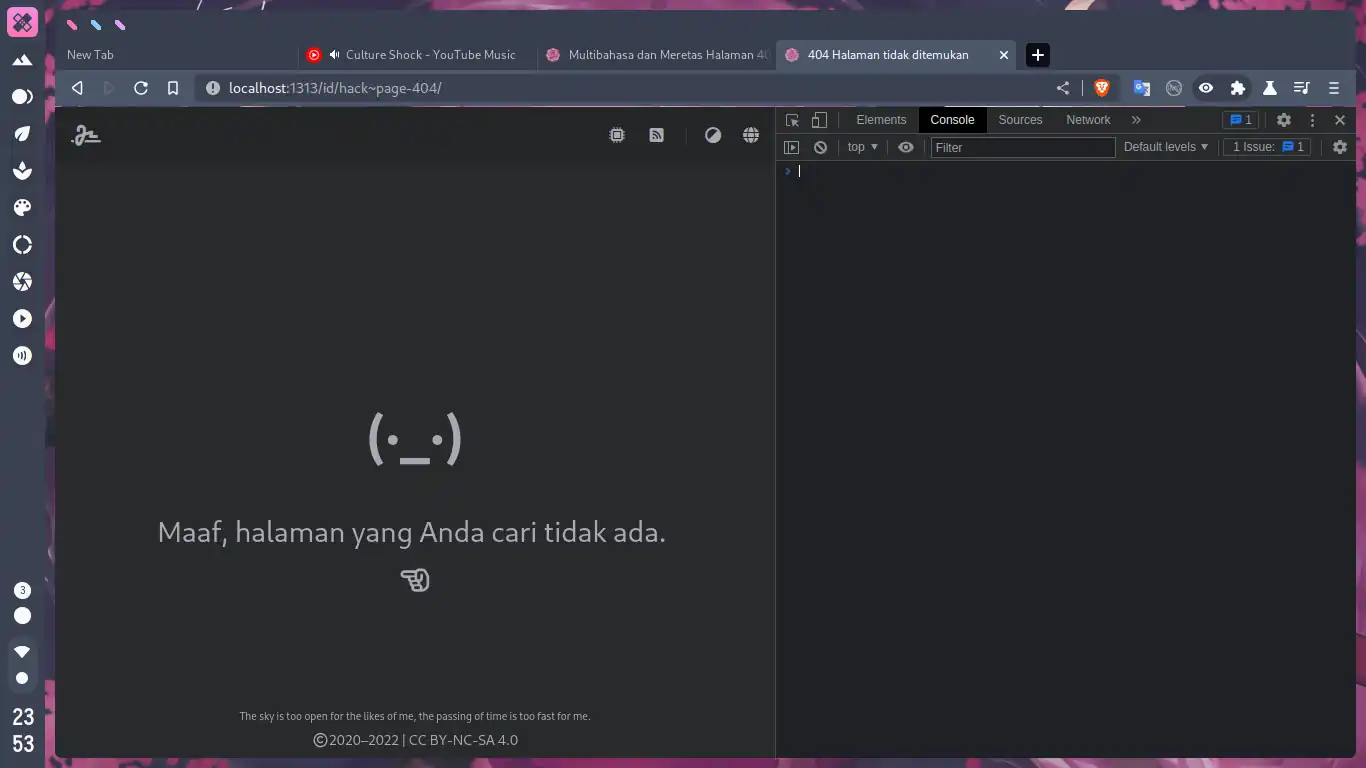 New Tab
Culture Shock - YouTube Music
Multibahasa dan Meretas Halaman 40
404 Halaman tidak ditemukan
localhost:1313/id/hack~page-404/
Elements
Console
Sources
Network
1
top
Filter
Default levels
1 Issue:
1
(·_·)
Maaf, halaman yang Anda cari tidak ada.
The sky is too open for the likes of me, the passing of time is too fast for me.
©2020–2022 | CC BY-NC-SA 4.0
3
23
53